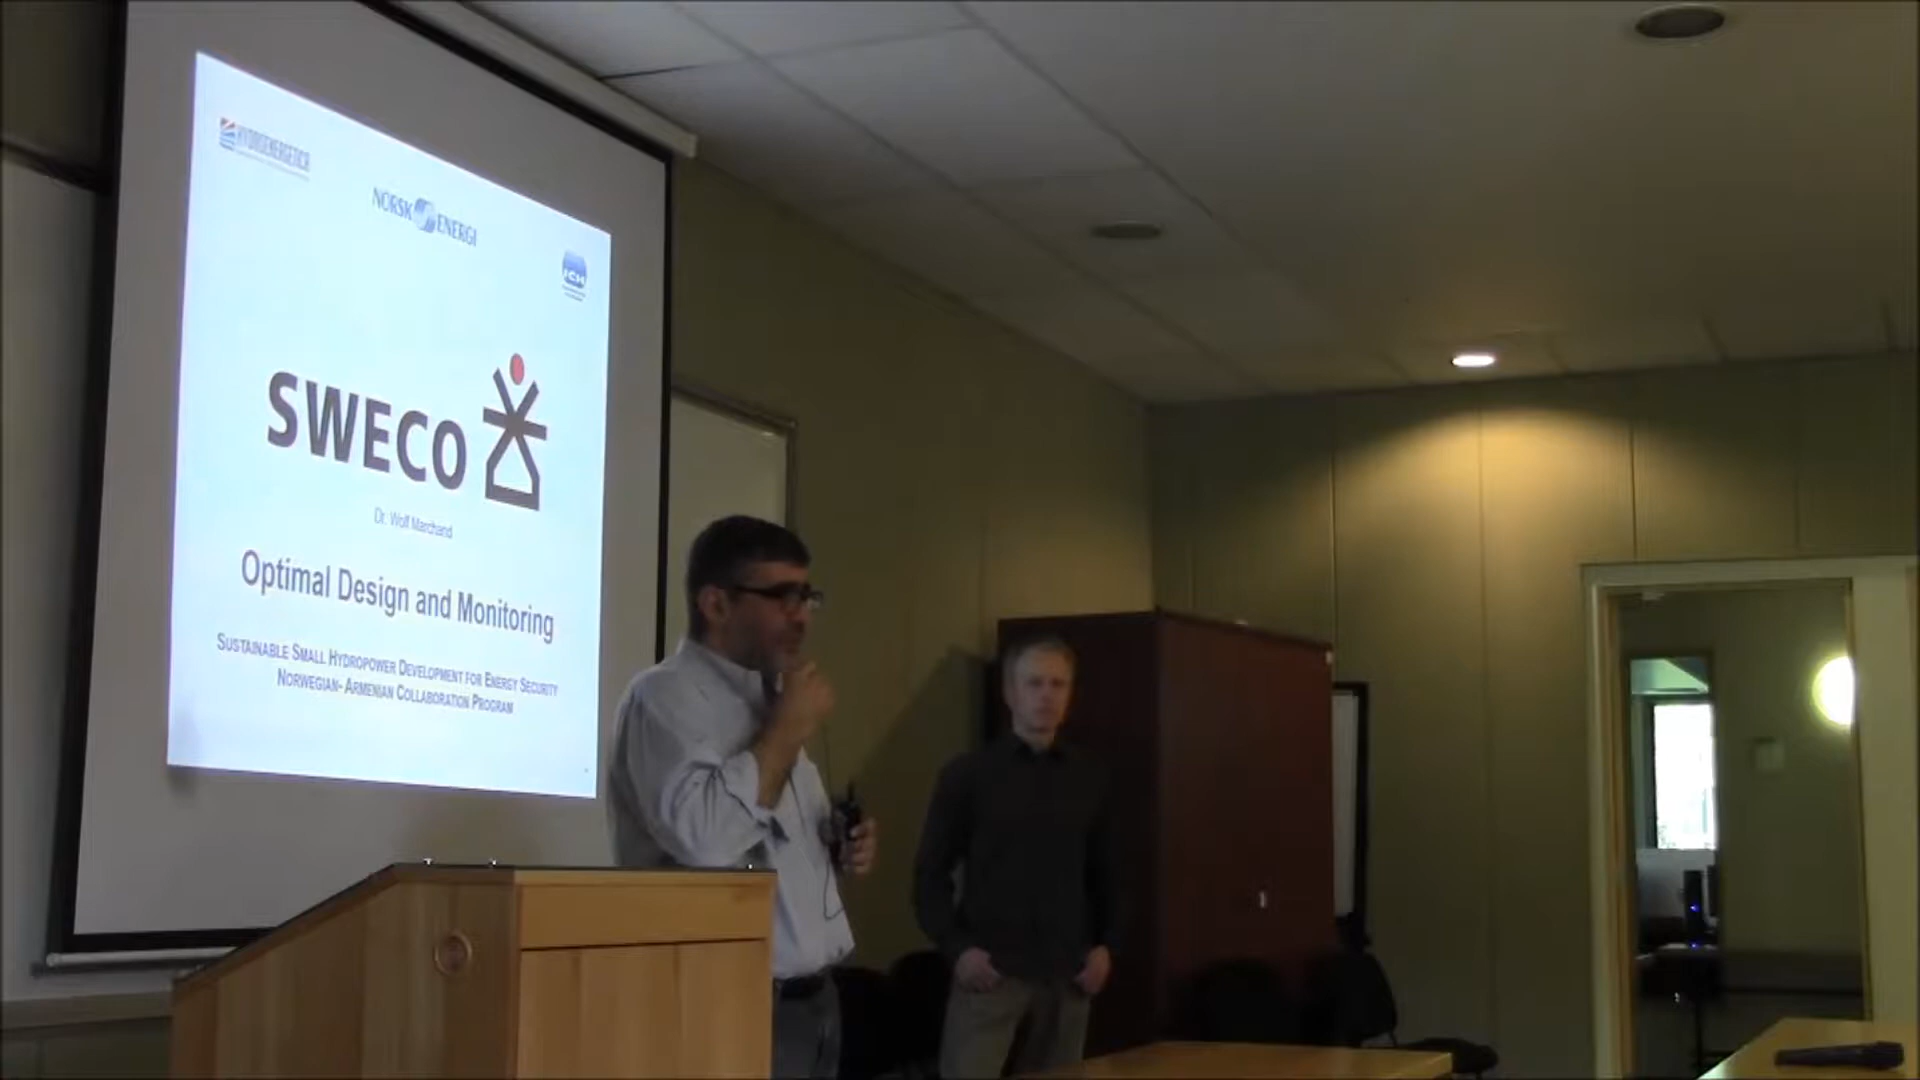 HYDROENERGETICA
NORSK ENERGI
ICH
SWECO
Dr. Wolf Marchand
Optimal Design and Monitoring
SUSTAINABLE SMALL HYDROPOWER DEVELOPMENT FOR ENERGY SECURITY
NORWEGIAN- ARMENIAN COLLABORATION PROGRAM